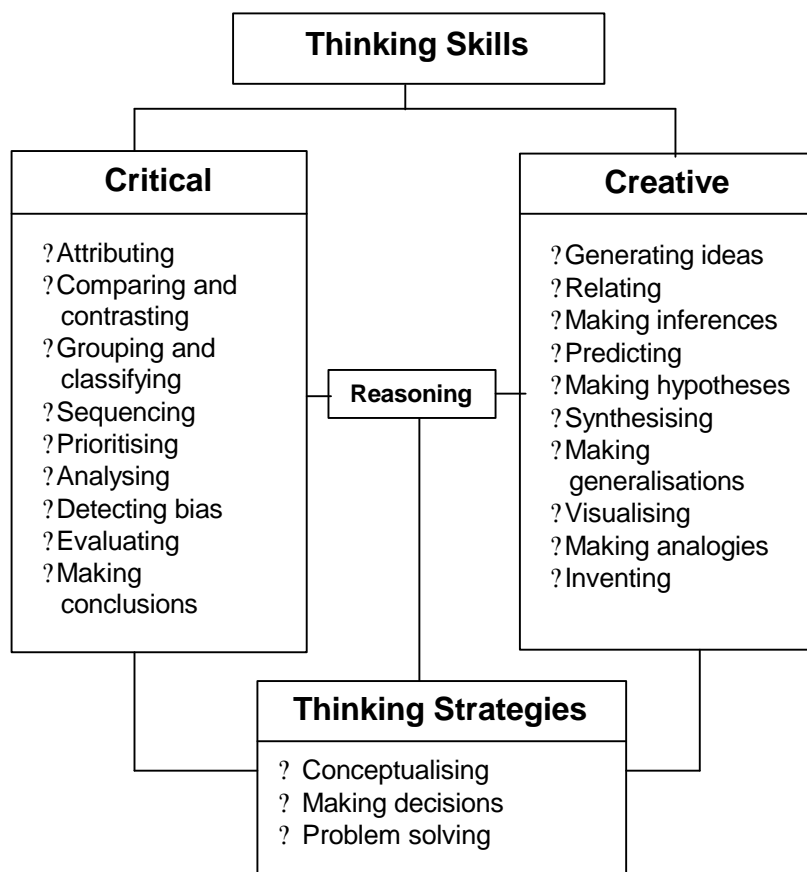 Thinking Skills
Critical
? Attributing
? Comparing and
contrasting
? Grouping and
classifying
? Sequencing
? Prioritising
? Analysing
? Detecting bias
? Evaluating
? Making
conclusions
Reasoning
Creative
? Generating ideas
? Relating
? Making inferences
? Predicting
? Making hypotheses
? Synthesising
? Making
generalisations
? Visualising
? Making analogies
? Inventing
Thinking Strategies
? Conceptualising
? Making decisions
? Problem solving